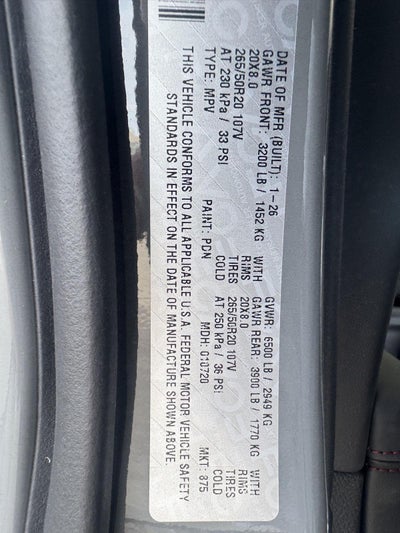 DATE OF MFR (BUILT): 1-26 GVWR: 6500 LB / 2949 KG
GAWR FRONT: 3200 LB / 1452 KG WITH GAWR REAR: 3900 LB / 1770 KG WITH
20X8.0 RIMS 20X8.0 RIMS
265/50R20 107V TIRES 265/50R20 107V TIRES
AT 230 kPa / 33 PSI COLD AT 250 kPa / 36 PSI COLD
TYPE: MPV PAINT: PDN MDH: 010720 MKT: 875
THIS VEHICLE CONFORMS TO ALL APPLICABLE U.S.A. FEDERAL MOTOR VEHICLE SAFETY
STANDARDS IN EFFECT ON THE DATE OF MANUFACTURE SHOWN ABOVE.